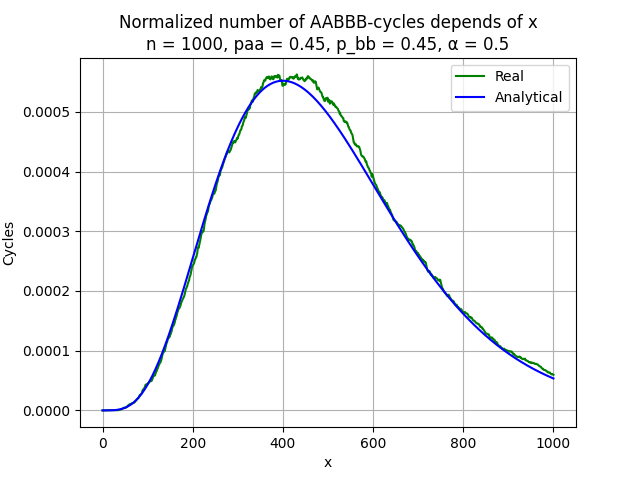 Normalized number of AABBB-cycles depends of x
n = 1000, paa = 0.45, p_bb = 0.45, α = 0.5
Real
Analytical
Cycles
0.0005
0.0004
0.0003
0.0002
0.0001
0.0000
0 200 400 600 800 1000
x